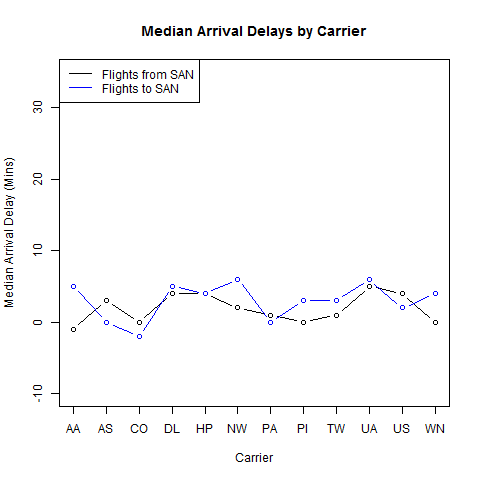 Median Arrival Delays by Carrier
Flights from SAN
Flights to SAN
Median Arrival Delay (Mins)
30
20
10
0
-10
AA AS CO DL HP NW PA PI TW UA US WN
Carrier